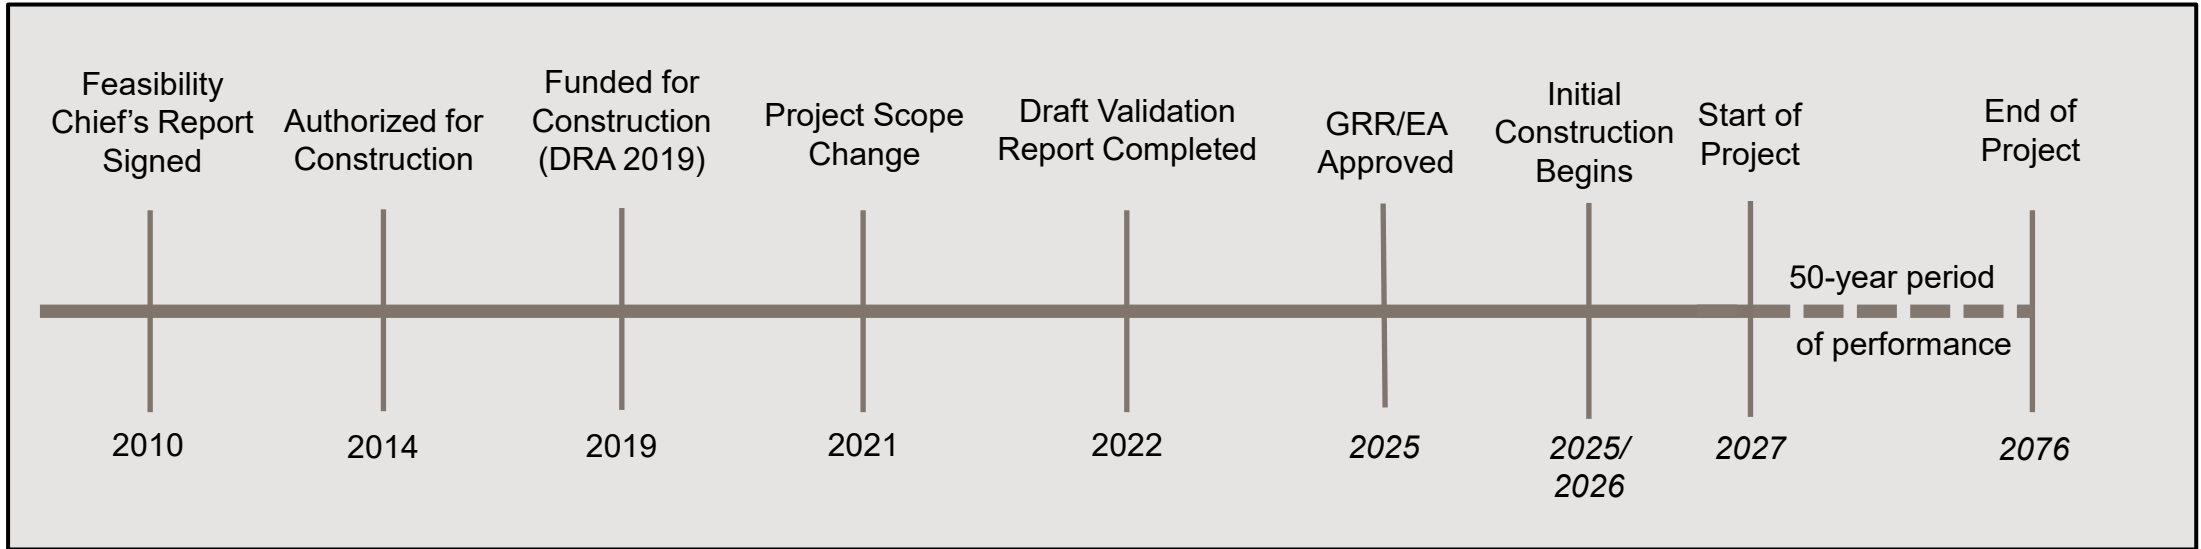 Feasibility
Chief’s Report
Signed
Authorized for
Construction
Funded for
Construction
(DRA 2019)
Project Scope
Change
Draft Validation
Report Completed
GRR/EA
Approved
Initial
Construction
Begins
Start of
Project
End of
Project
50-year period
of performance
2010
2014
2019
2021
2022
2025
2025/
2026
2027
2076